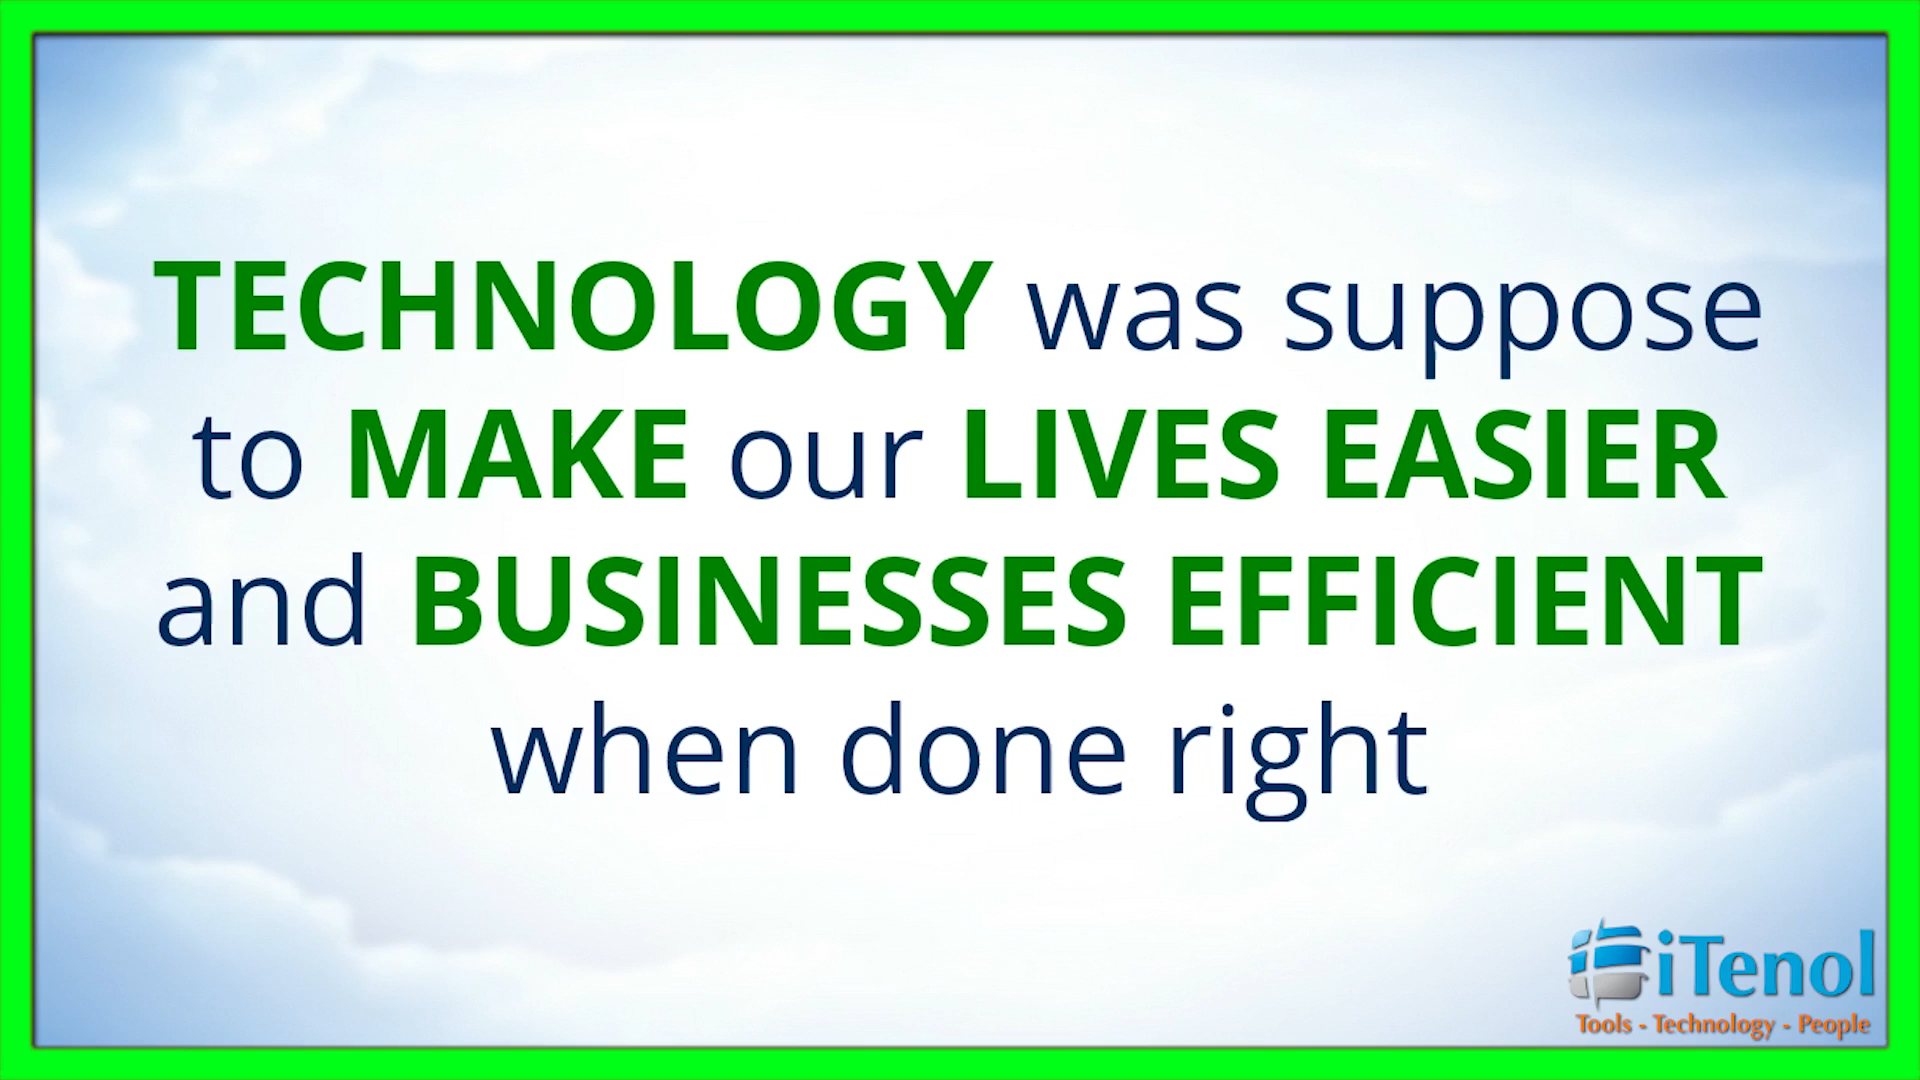 TECHNOLOGY was suppose
to MAKE our LIVES EASIER
and BUSINESSES EFFICIENT
when done right
iTenol
Tools - Technology - People